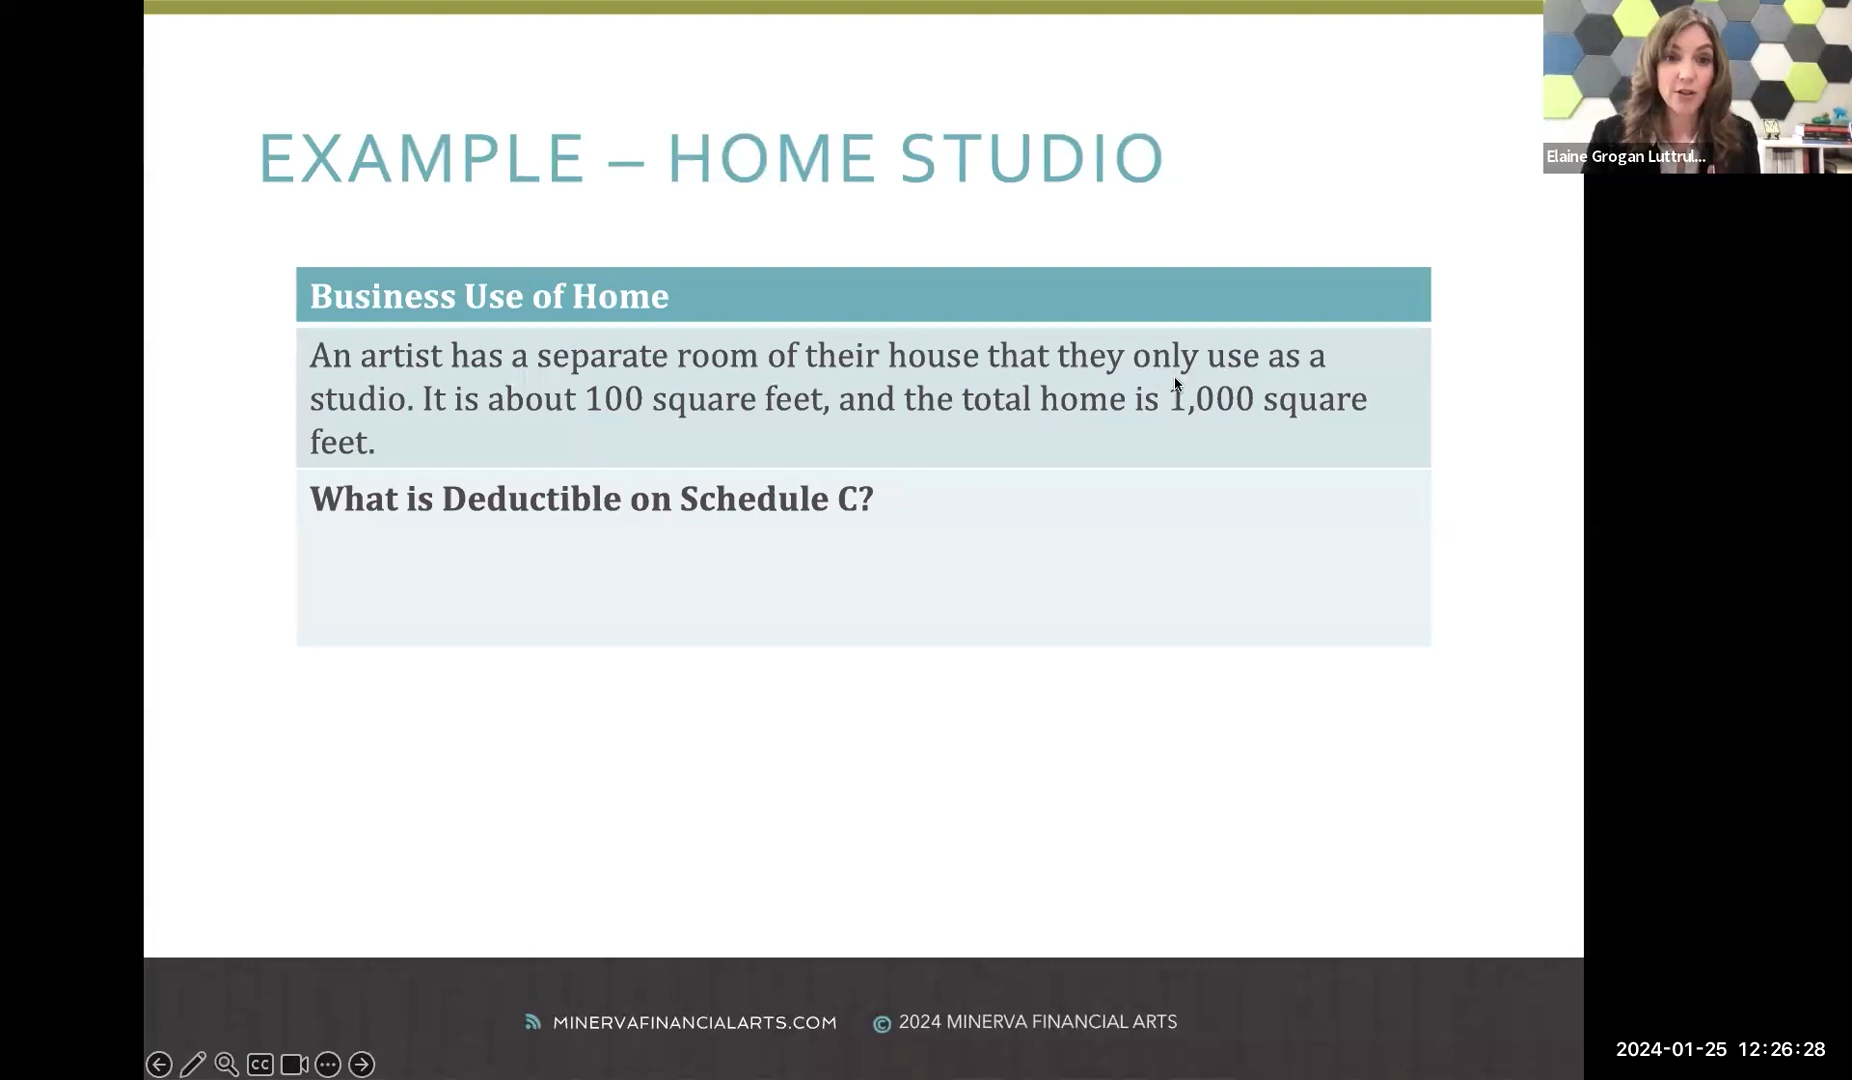 EXAMPLE – HOME STUDIO
Elaine Grogan Luttrul...
Business Use of Home
An artist has a separate room of their house that they only use as a
studio. It is about 100 square feet, and the total home is 1,000 square
feet.
What is Deductible on Schedule C?
MINERVAFINANCIALARTS.COM
© 2024 MINERVA FINANCIAL ARTS
CC
2024-01-25 12:26:28